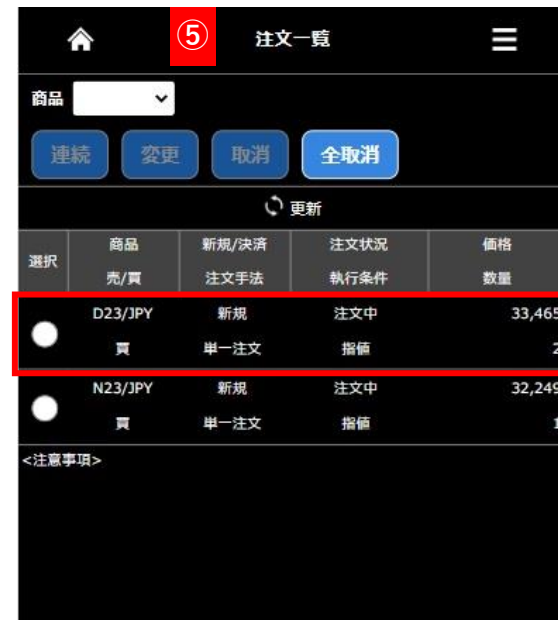 ⑤ 注文一覧
商品
連続 変更 取消 全取消
更新
選択 商品 新規/決済 注文状況 価格
売/買 注文手法 執行条件 数量
D23/JPY 新規 注文中 33,465
買 単一注文 指値 2
N23/JPY 新規 注文中 32,249
買 単一注文 指値 1
<注意事項>